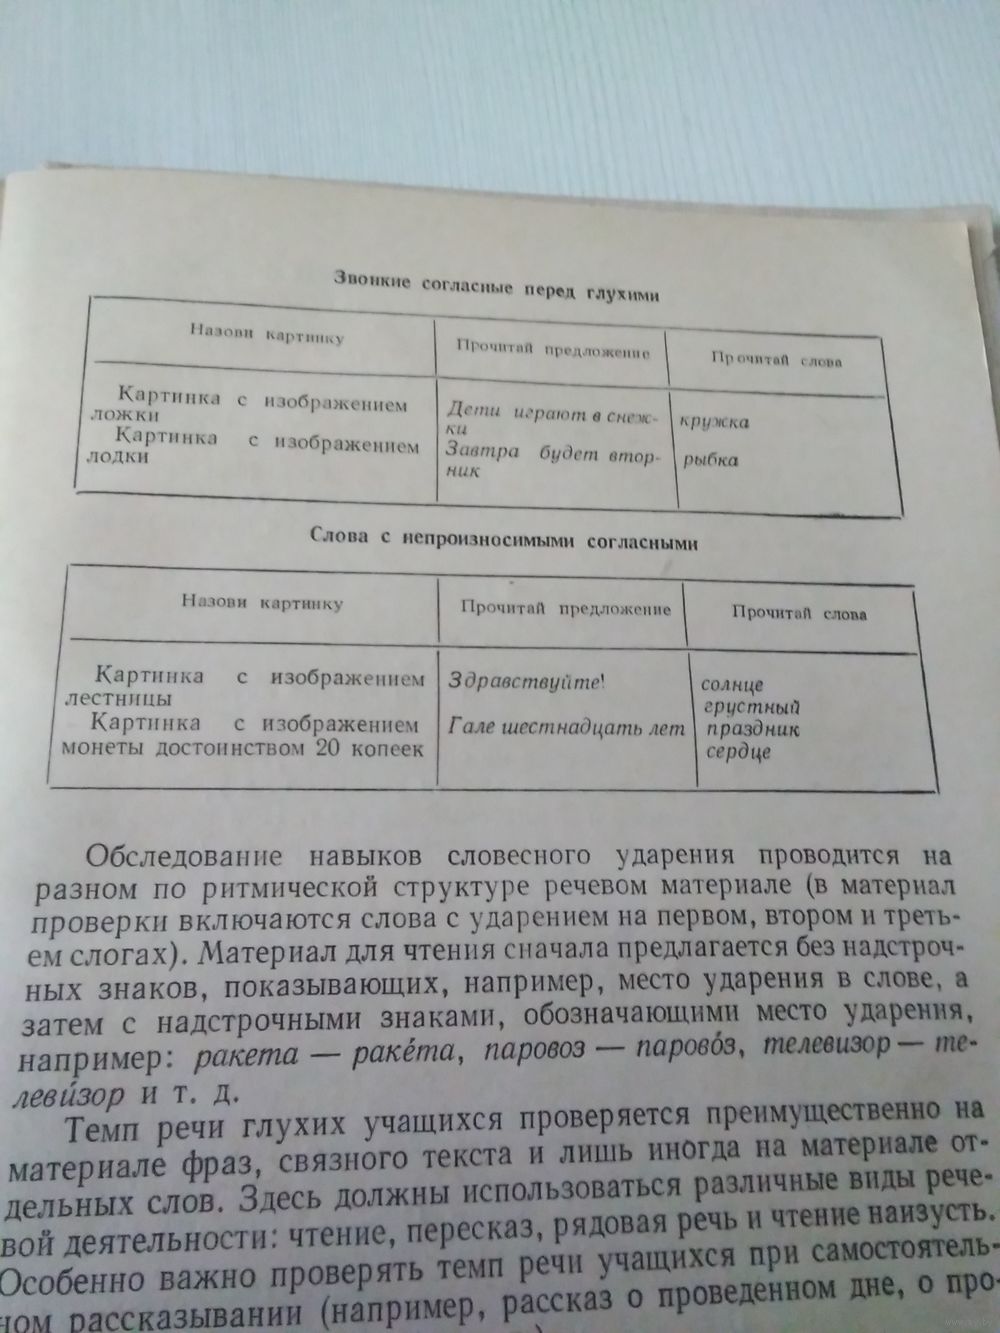 Звонкие согласные перед глухими
Назови картинку
Прочитай предложение
Прочитай слова
Картинка с изображением
ложки
Картинка с изображением
лодки
Дети играют в снеж-
ки
Завтра будет втор-
ник
кружка
рыбка
Слова с непроизносимыми согласными
Назови картинку
Прочитай предложение
Прочитай слова
Картинка с изображением
лестницы
Картинка с изображением
монеты достоинством 20 копеек
Здравствуйте!
Гале шестнадцать лет
солнце
грустный
праздник
сердце
Обследование навыков словесного ударения проводится на
разном по ритмической структуре речевом материале (в материал
проверки включаются слова с ударением на первом, втором и треть-
ем слогах). Материал для чтения сначала предлагается без надстроч-
ных знаков, показывающих, например, место ударения в слове, а
затем с надстрочными знаками, обозначающими место ударения,
например: ракета — раке́та, паровоз — парово́з, телевизор — те-
леви́зор и т. д.
Темп речи глухих учащихся проверяется преимущественно на
материале фраз, связного текста и лишь иногда на материале от-
дельных слов. Здесь должны использоваться различные виды рече-
вой деятельности: чтение, пересказ, рядовая речь и чтение наизусть.
Особенно важно проверять темп речи учащихся при самостоятель-
ном рассказывании (например, рассказ о проведенном дне, о про-